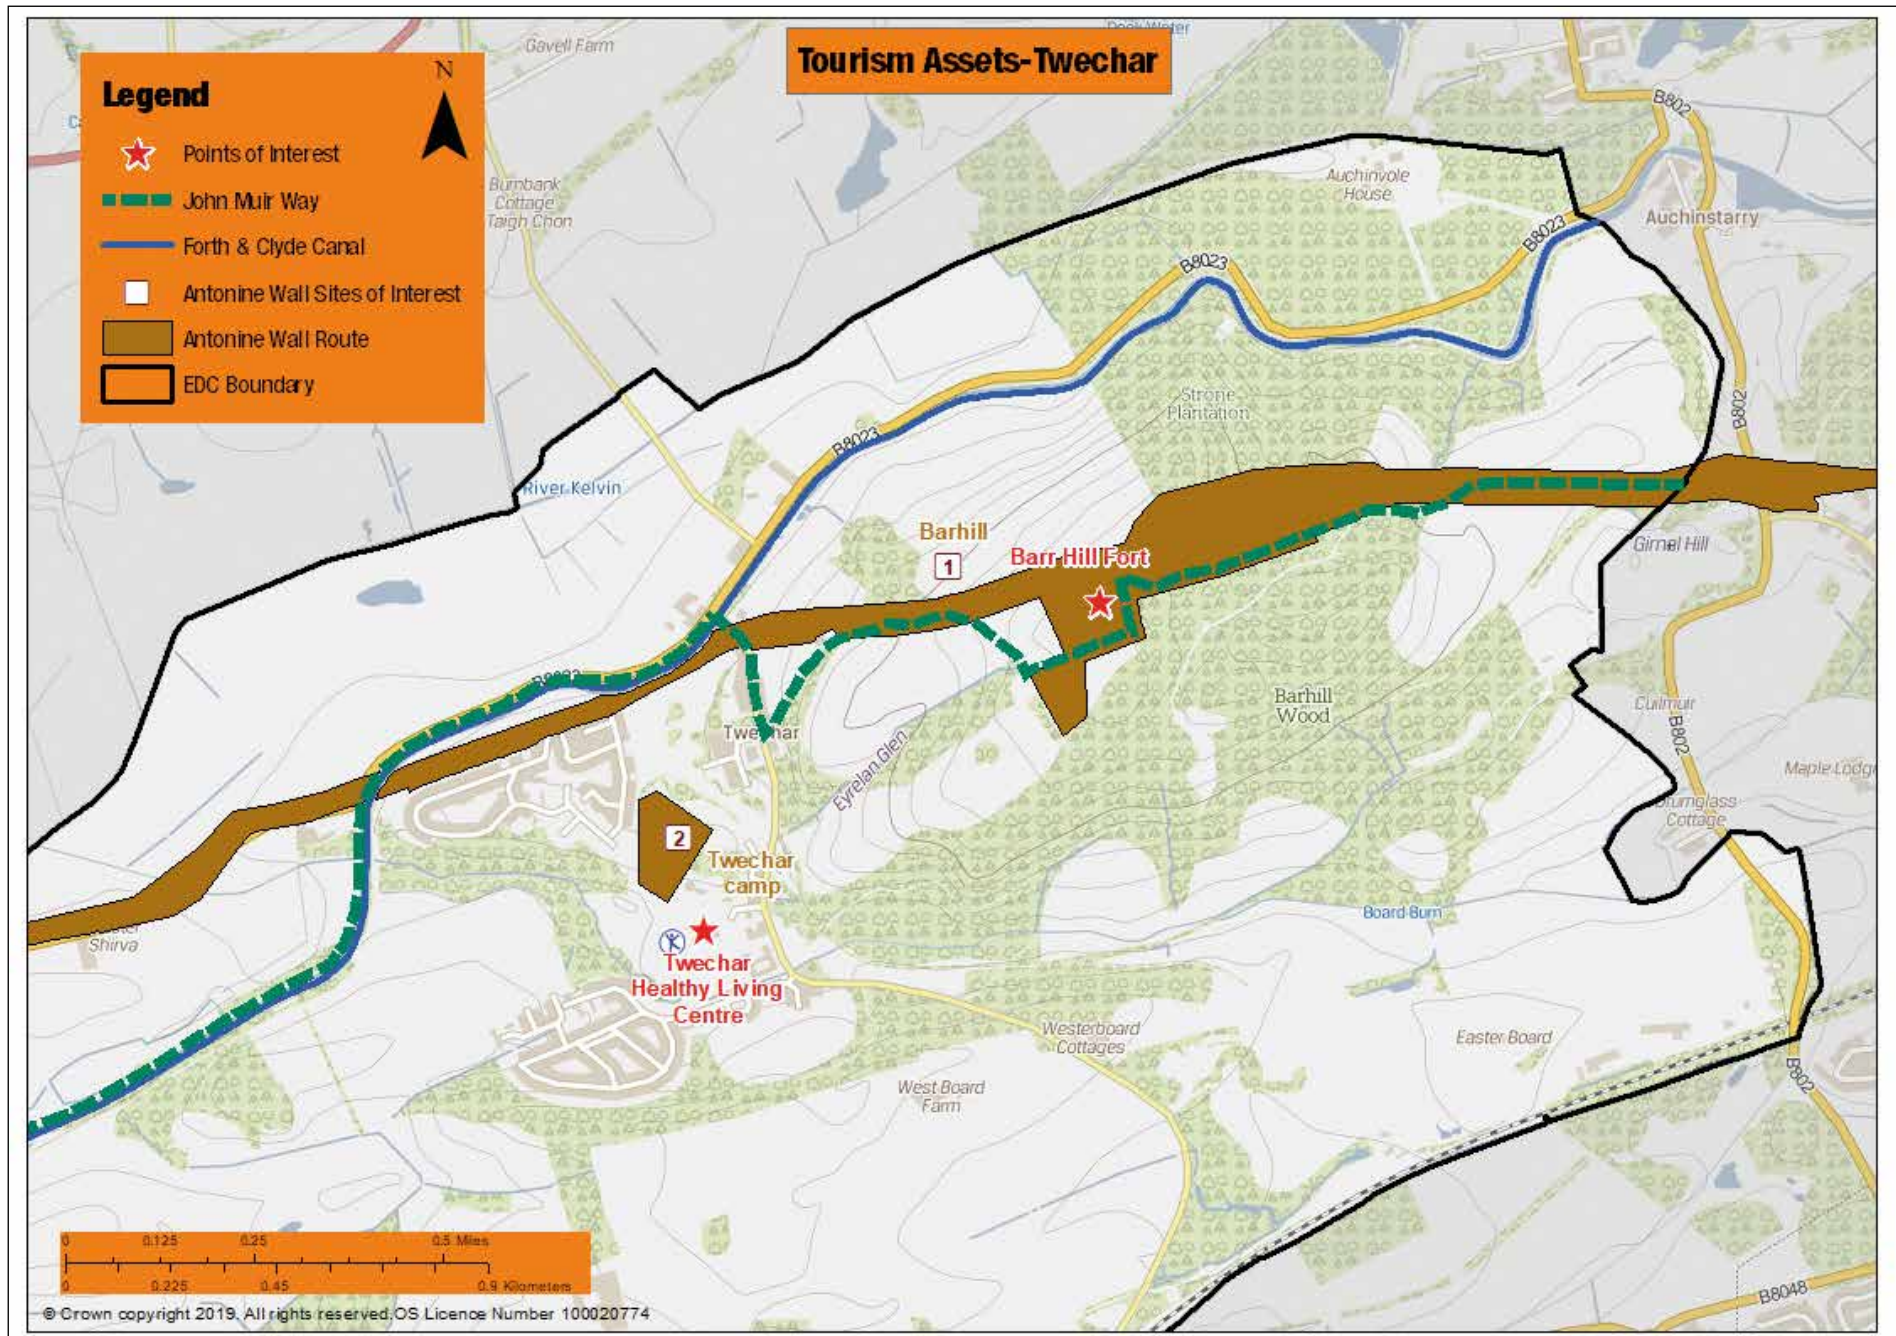 Tourism Assets-Twechar
Legend
N
Points of Interest
John Muir Way
Forth & Clyde Canal
Antonine Wall Sites of Interest
Antonine Wall Route
EDC Boundary
Gavell Farm
Burnbank
Cottage
Taigh Chon
Auchinvole
House
B802
Auchinstarry
B8023
B8023
B8023
B802
Strone
Plantation
River Kelvin
Barhill
1
Barr Hill Fort
Girnal Hill
Twechar
Barhill
Wood
Eyrelan Glen
Culmuir
B802
Maple Lodg
Cottage
2
Twechar
camp
Board Burn
Shirva
Twechar
Healthy Living
Centre
Westerboard
Cottages
Easter Board
West Board
Farm
B802
B8048
0 0.125 0.25 0.5 Miles
0 0.225 0.45 0.9 Kilometers
© Crown copyright 2019. All rights reserved.OS Licence Number 100020774